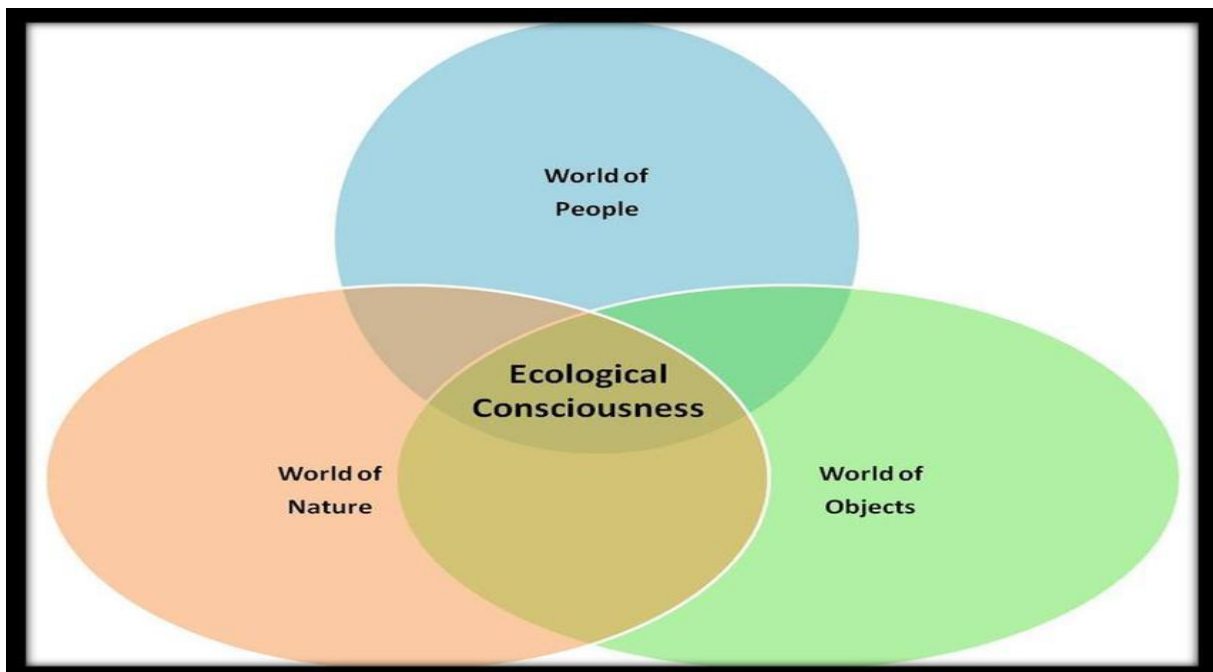 World of
People
Ecological
Consciousness
World of
Nature
World of
Objects